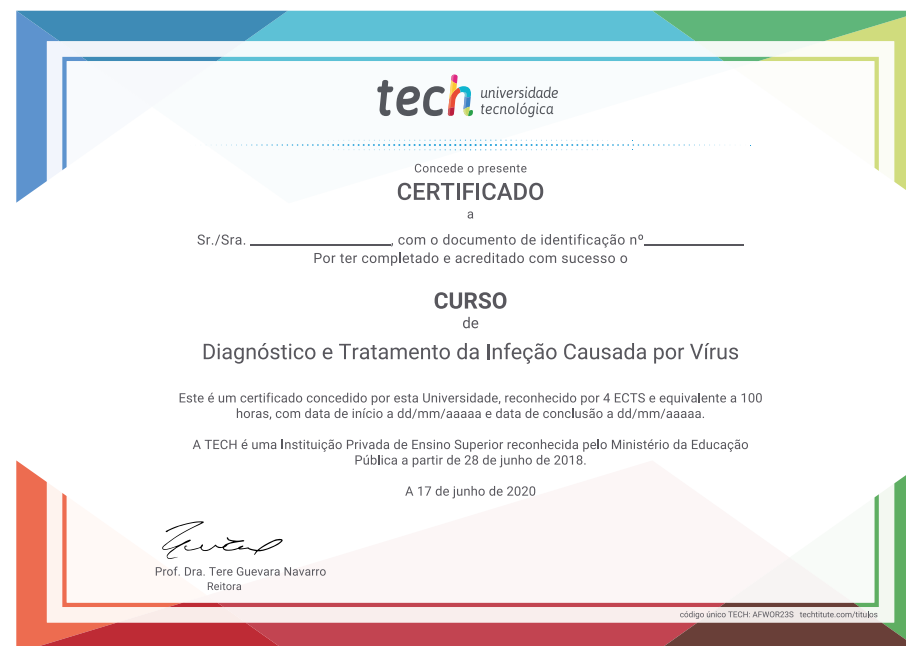 tech universidade
tecnológica
Concede o presente
CERTIFICADO
a
Sr./Sra. ____________________, com o documento de identificação nº______________
Por ter completado e acreditado com sucesso o
CURSO
de
Diagnóstico e Tratamento da Infeção Causada por Vírus
Este é um certificado concedido por esta Universidade, reconhecido por 4 ECTS e equivalente a 100
horas, com data de início a dd/mm/aaaaa e data de conclusão a dd/mm/aaaaa.
A TECH é uma Instituição Privada de Ensino Superior reconhecida pelo Ministério da Educação
Pública a partir de 28 de junho de 2018.
A 17 de junho de 2020
Prof. Dra. Tere Guevara Navarro
Reitora
código único TECH: AFWOR23S techtitute.com/titulos